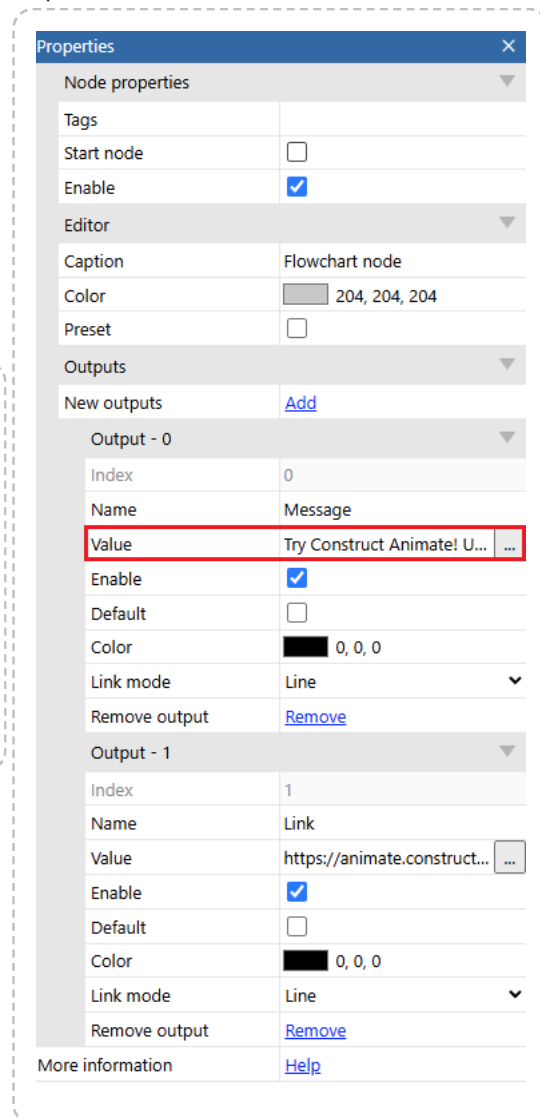 Properties
Node properties
Tags
Start node
Enable
Editor
Caption Flowchart node
Color 204, 204, 204
Preset
Outputs
New outputs Add
Output - 0
Index 0
Name Message
Value Try Construct Animate! U... ...
Enable
Default
Color 0, 0, 0
Link mode Line
Remove output Remove
Output - 1
Index 1
Name Link
Value https://animate.construct... ...
Enable
Default
Color 0, 0, 0
Link mode Line
Remove output Remove
More information Help